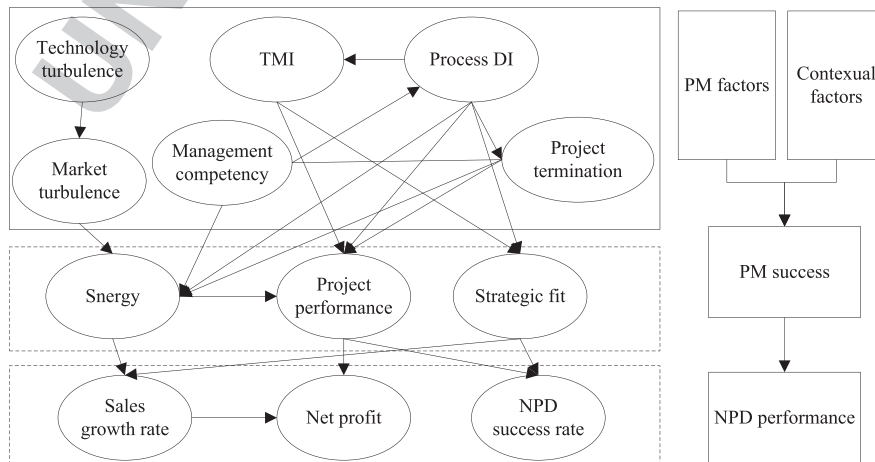 Technology
turbulence
TMI
Process DI
Management
competency
Project
termination
Market
turbulence
Snergy
Project
performance
Strategic fit
Sales
growth rate
Net profit
NPD
success rate
PM factors
Contexual
factors
PM success
NPD performance
UN